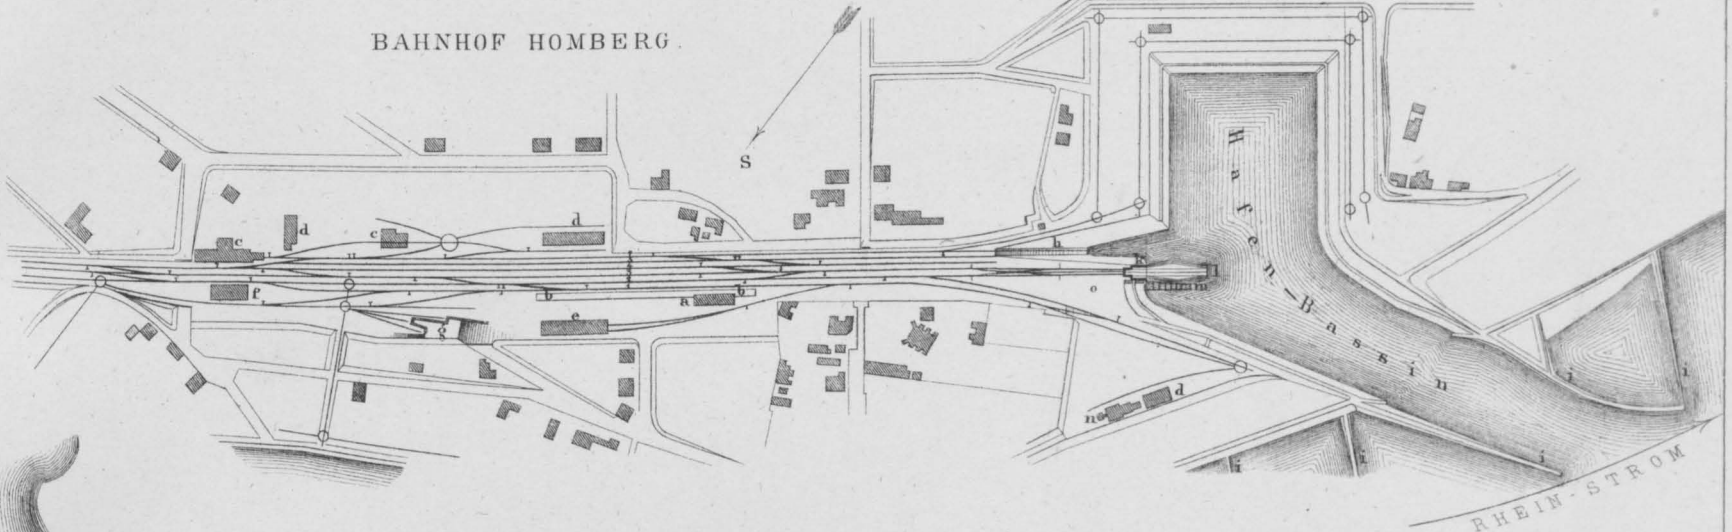 BAHNHOF HOMBERG.
S
d
c
c
d
h
k
f
b
a
b
o
m
e
g
Hafen-Bassin
d
n
i
i
i
i
i
RHEIN-STROM